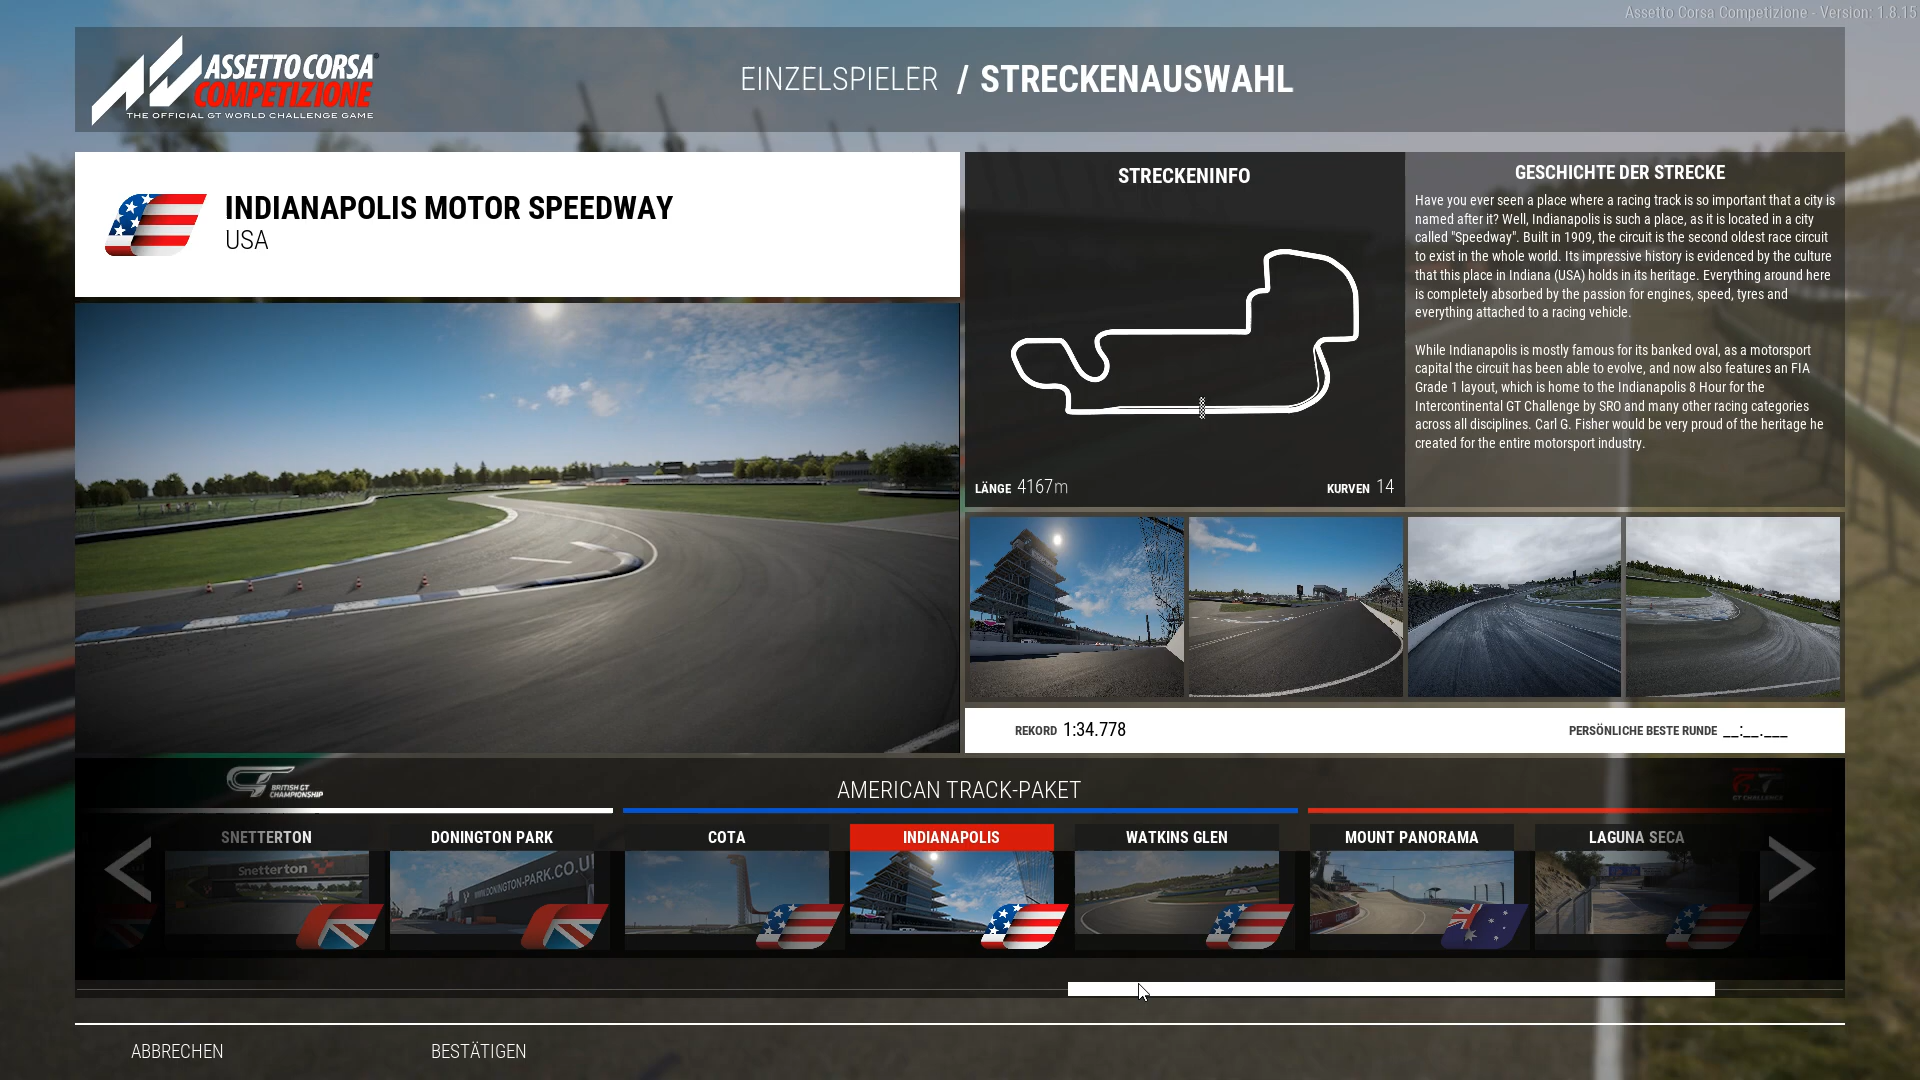 Assetto Corsa Competizione - Version: 1.8.15
ASSETTO CORSA
COMPETIZIONE
THE OFFICIAL GT WORLD CHALLENGE GAME
EINZELSPIELER / STRECKENAUSWAHL
INDIANAPOLIS MOTOR SPEEDWAY
USA
STRECKENINFO
LÄNGE 4167m
KURVEN 14
GESCHICHTE DER STRECKE
Have you ever seen a place where a racing track is so important that a city is
named after it? Well, Indianapolis is such a place, as it is located in a city
called "Speedway". Built in 1909, the circuit is the second oldest race circuit
to exist in the whole world. Its impressive history is evidenced by the culture
that this place in Indiana (USA) holds in its heritage. Everything around here
is completely absorbed by the passion for engines, speed, tyres and
everything attached to a racing vehicle.
While Indianapolis is mostly famous for its banked oval, as a motorsport
capital the circuit has been able to evolve, and now also features an FIA
Grade 1 layout, which is home to the Indianapolis 8 Hour for the
Intercontinental GT Challenge by SRO and many other racing categories
across all disciplines. Carl G. Fisher would be very proud of the heritage he
created for the entire motorsport industry.
REKORD 1:34.778
PERSÖNLICHE BESTE RUNDE __:__.___
BRITISH GT
CHAMPIONSHIP
AMERICAN TRACK-PAKET
GT CHALLENGE
SNETTERTON
DONINGTON PARK
COTA
INDIANAPOLIS
WATKINS GLEN
MOUNT PANORAMA
LAGUNA SECA
Snetterton
WWW.DONINGTON-PARK.CO.U
ABBRECHEN
BESTÄTIGEN